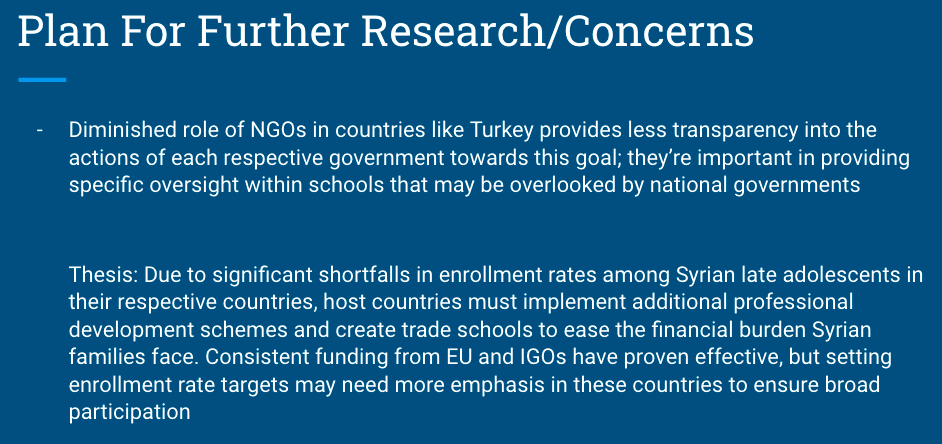 Plan For Further Research/Concerns
- Diminished role of NGOs in countries like Turkey provides less transparency into the
actions of each respective government towards this goal; they’re important in providing
specific oversight within schools that may be overlooked by national governments
Thesis: Due to significant shortfalls in enrollment rates among Syrian late adolescents in
their respective countries, host countries must implement additional professional
development schemes and create trade schools to ease the financial burden Syrian
families face. Consistent funding from EU and IGOs have proven effective, but setting
enrollment rate targets may need more emphasis in these countries to ensure broad
participation